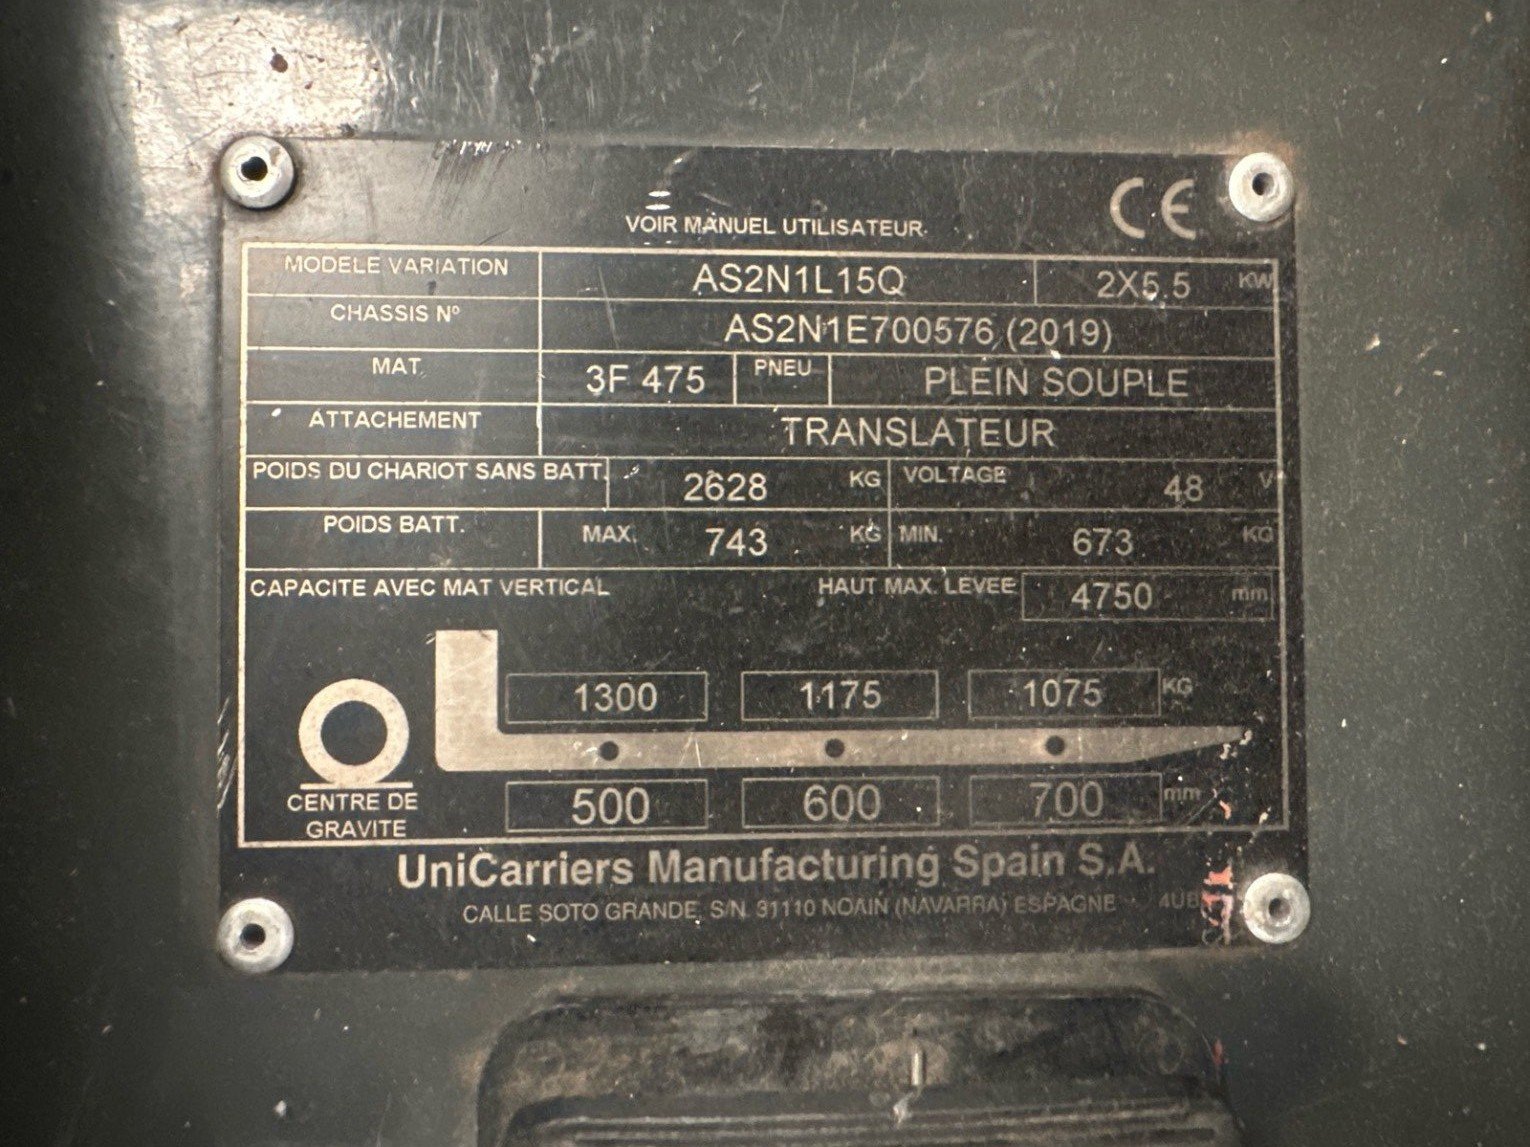 CE
VOIR MANUEL UTILISATEUR
MODELE VARIATION AS2N1L15Q 2X5.5 KW
CHASSIS Nº AS2N1E700576 (2019)
MAT 3F 475 PNEU PLEIN SOUPLE
ATTACHEMENT TRANSLATEUR
POIDS DU CHARIOT SANS BATT. 2628 KG VOLTAGE 48 V
POIDS BATT. MAX. 743 KG MIN. 673 KG
CAPACITE AVEC MAT VERTICAL HAUT MAX. LEVEE 4750 mm
1300 1175 1075 KG
500 600 700 mm
CENTRE DE
GRAVITE
UniCarriers Manufacturing Spain S.A.
CALLE SOTO GRANDE, S/N 31110 NOAIN (NAVARRA) ESPAGNE